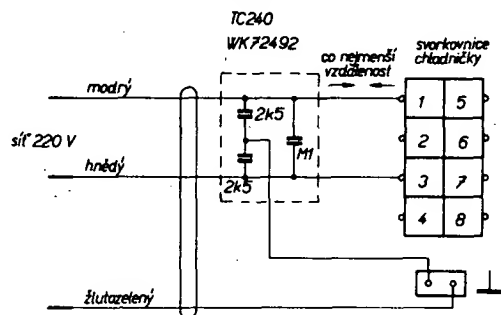 TC240
WK72492
co nejmenší
vzdálenost
svorkovnice
chladničky
modrý
2k5
M1
síť 220 V
hnědý
2k5
1 5
2 6
3 7
4 8
žlutazelený